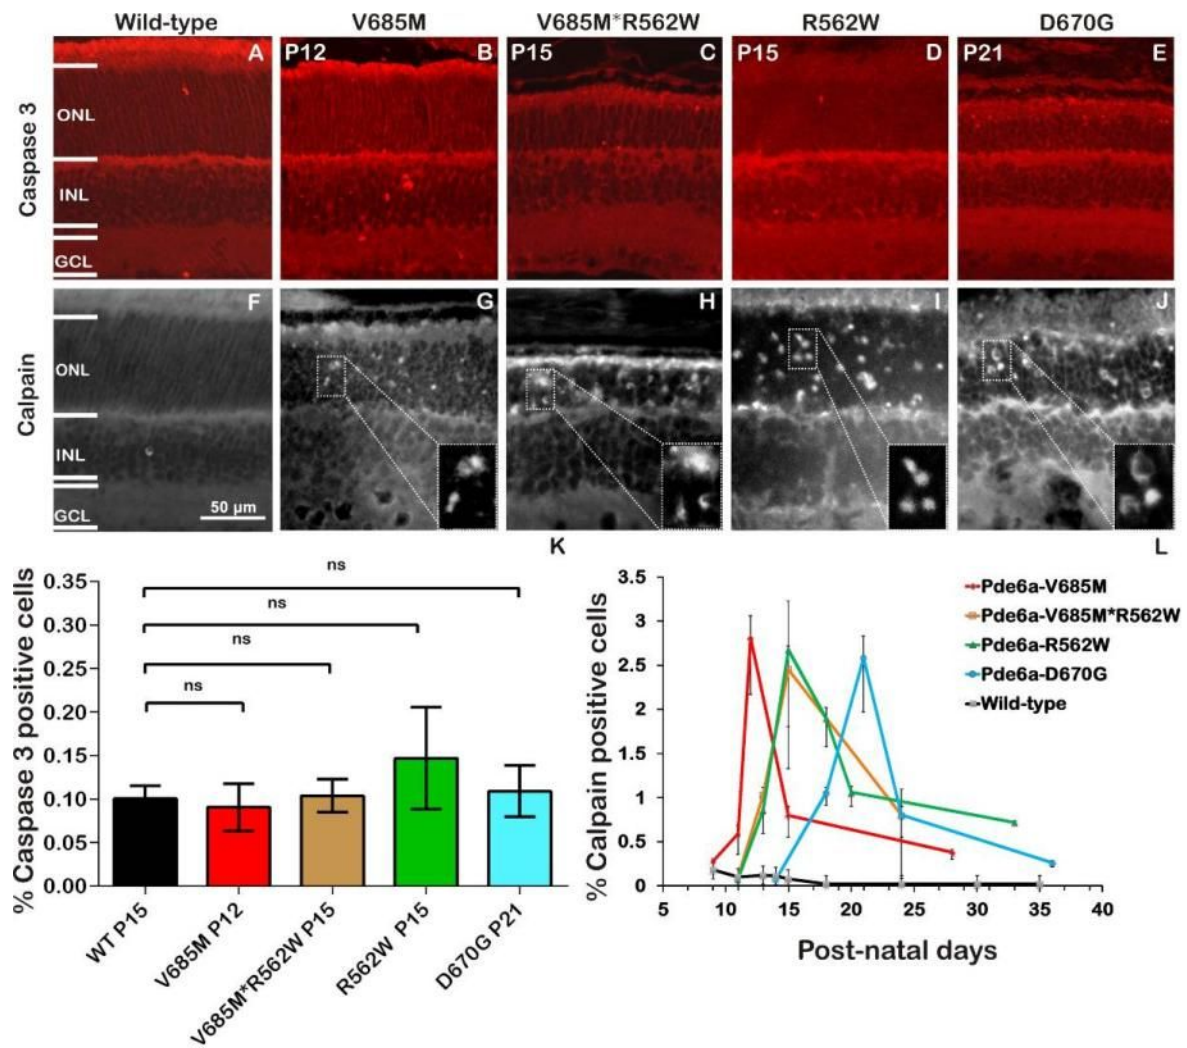 Wild-type V685M V685M*R562W R562W D670G
Caspase 3
A
P12 B
P15 C
P15 D
P21 E
ONL
INL
GCL
Calpain
F
G
H
I
J
ONL
INL
GCL
50 µm
K
L
% Caspase 3 positive cells
0.35
0.30
0.25
0.20
0.15
0.10
0.05
0.00
ns
ns
ns
ns
WT P15
V685M P12
V685M*R562W P15
R562W P15
D670G P21
% Calpain positive cells
3.5
3
2.5
2
1.5
1
0.5
0
5 10 15 20 25 30 35 40
Post-natal days
Pde6a-V685M
Pde6a-V685M*R562W
Pde6a-R562W
Pde6a-D670G
Wild-type